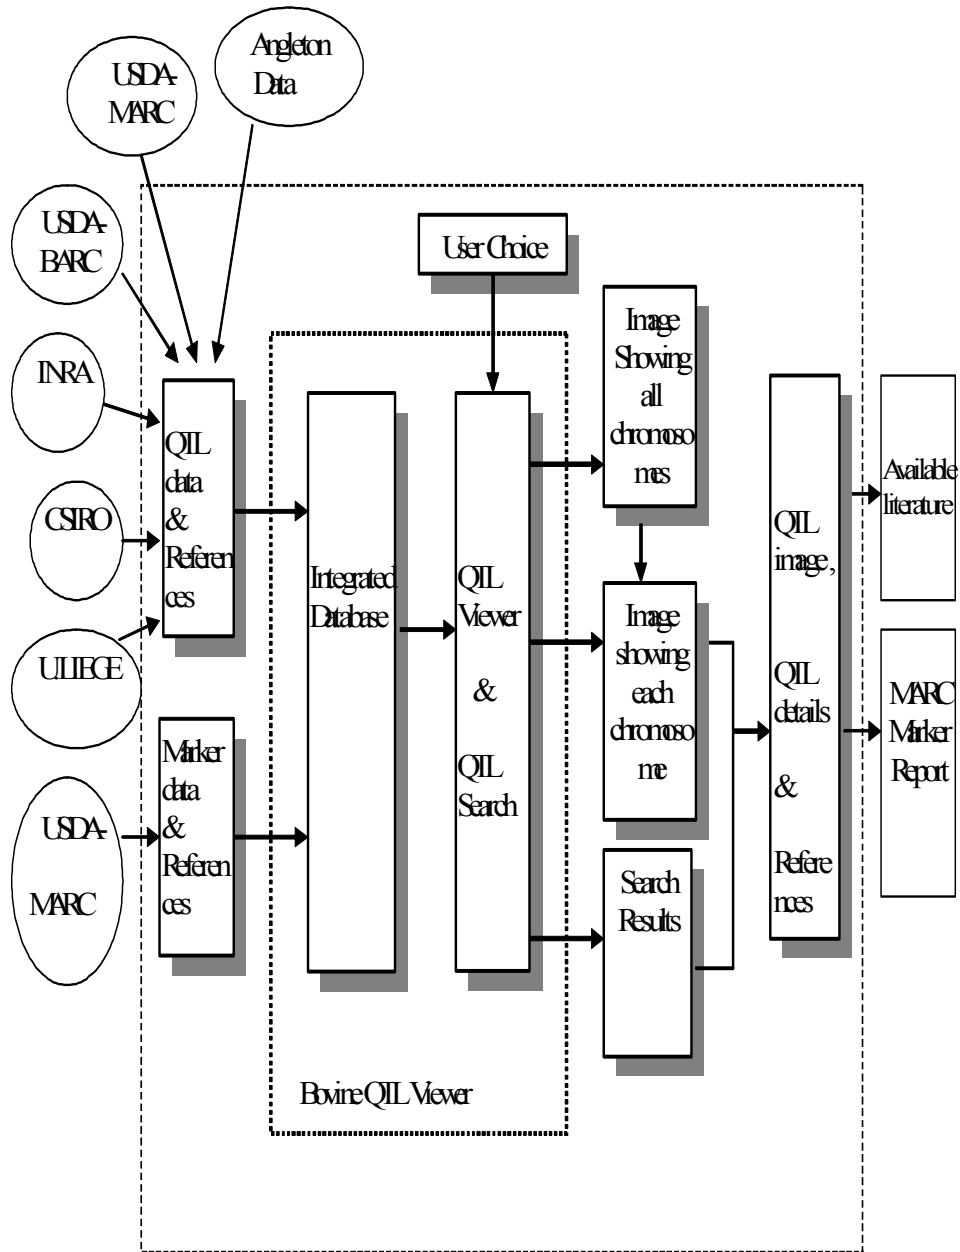 Angleton
Data
USDA-
MARC
USDA-
BARC
User Choice
INRA
Image
Showing
all
chromoso
mes
QTL
data
&
Referen
ces
Available
literature
CSIRO
QTL
image,
Integrated
Database
QTL
Viewer
&
QTL
Search
Image
showing
each
chromoso
me
U.LIEGE
QTL
details
&
Refere
nces
MARC
Marker
Report
Marker
data
&
Referen
ces
USDA-
MARC
Search
Results
Bovine QTL Viewer